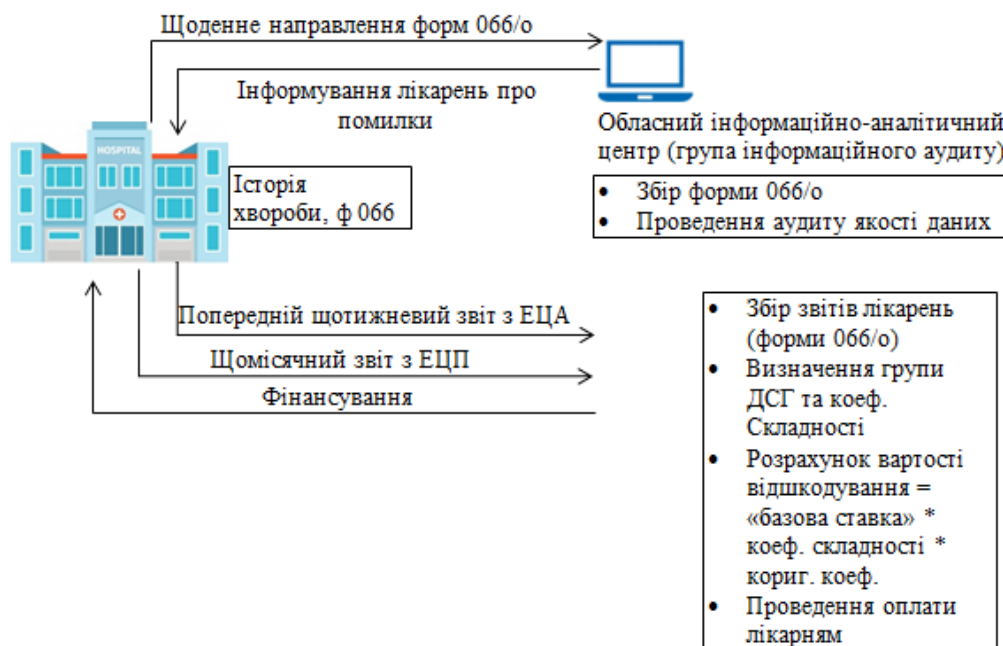 Щоденне направлення форм 066/о
Інформування лікарень про
помилки
HOSPITAL
Історія
хвороби, ф 066
Обласний інформаційно-аналітичний
центр (група інформаційного аудиту)
• Збір форми 066/о
• Проведення аудиту якості даних
Попередній щотижневий звіт з ЕЦА
Щомісячний звіт з ЕЦП
Фінансування
• Збір звітів лікарень
(форми 066/о)
• Визначення групи
ДСГ та коеф.
Складності
• Розрахунок вартості
відшкодування =
«базова ставка» *
коеф. складності *
кориг. коеф.
• Проведення оплати
лікарням